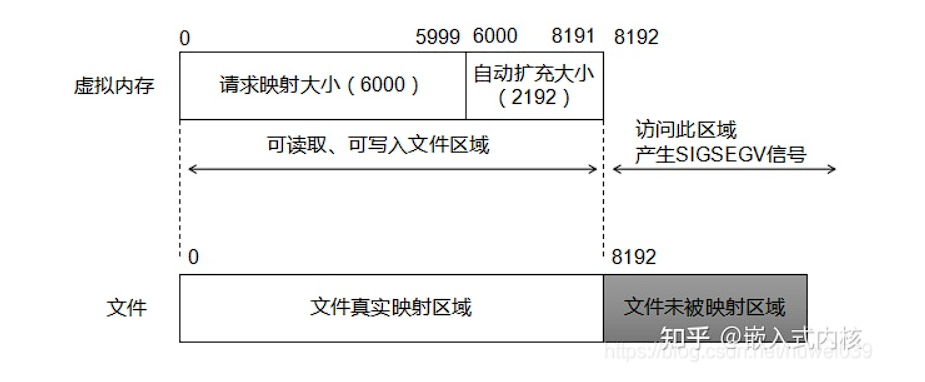 0 5999 6000 8191 8192
虚拟内存
请求映射大小（6000）
自动扩充大小
（2192）
可读取、可写入文件区域
访问此区域
产生SIGSEGV信号
0 8192
文件
文件真实映射区域
文件未被映射区域
知乎 @嵌入式内核
https://blog.csdn.net/huwei039